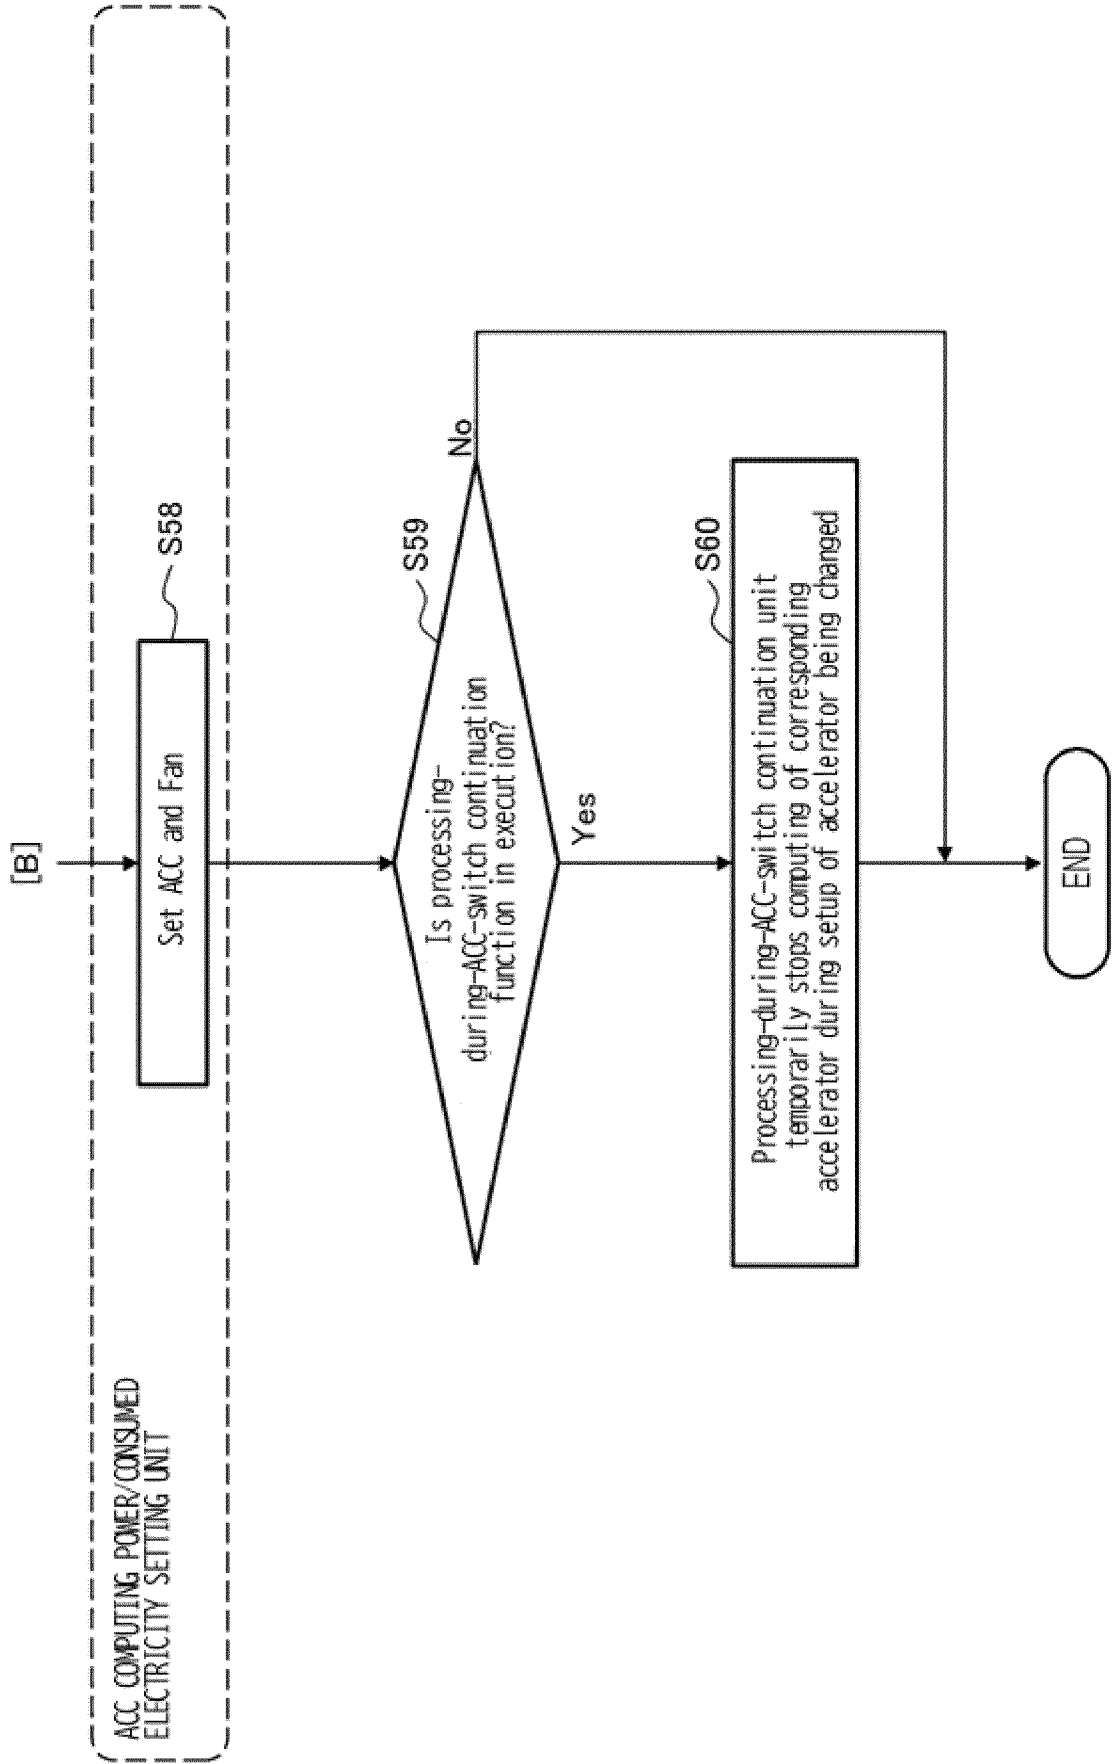 [B]
ACC COMPUTING POWER/CONSUMED
ELECTRICITY SETTING UNIT
Set ACC and Fan
S58
Is processing-
during-ACC-switch continuation
function in execution?
S59
No
Yes
S60
Processing-during-ACC-switch continuation unit
temporarily stops computing of corresponding
accelerator during setup of accelerator being changed
END